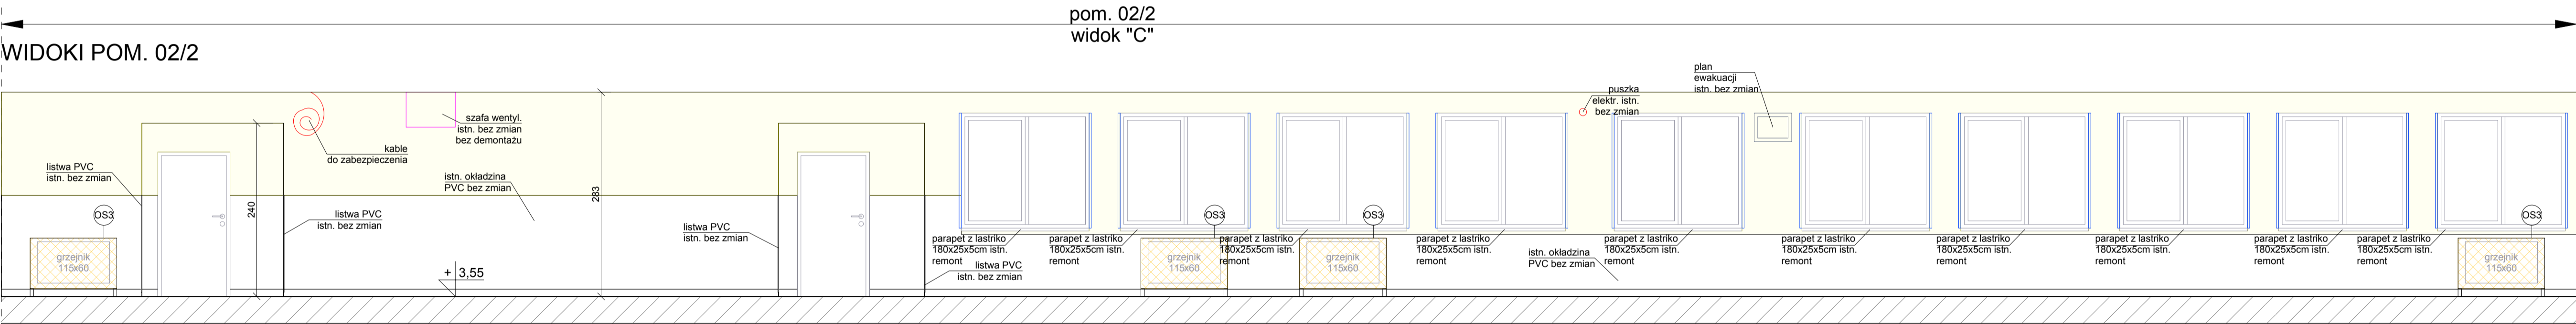 pom. 02/2
widok "C"
WIDOKI POM. 02/2
plan
ewakuacji
istn. bez zmian
puszka
elektr. istn.
bez zmian
szafa wentyl.
istn. bez zmian
bez demontażu
kable
do zabezpieczenia
listwa PVC
istn. bez zmian
istn. okładzina
PVC bez zmian
240
283
OS3
listwa PVC
istn. bez zmian
listwa PVC
istn. bez zmian
OS3
OS3
OS3
parapet z lastriko
180x25x5cm istn.
remont
parapet z lastriko
180x25x5cm istn.
remont
parapet z lastriko
180x25x5cm istn.
remont
parapet z lastriko
180x25x5cm istn.
remont
parapet z lastriko
180x25x5cm istn.
remont
parapet z lastriko
180x25x5cm istn.
remont
parapet z lastriko
180x25x5cm istn.
remont
parapet z lastriko
180x25x5cm istn.
remont
parapet z lastriko
180x25x5cm istn.
remont
parapet z lastriko
180x25x5cm istn.
remont
istn. okładzina
PVC bez zmian
listwa PVC
istn. bez zmian
grzejnik
115x60
+ 3,55
grzejnik
115x60
grzejnik
115x60
grzejnik
115x60